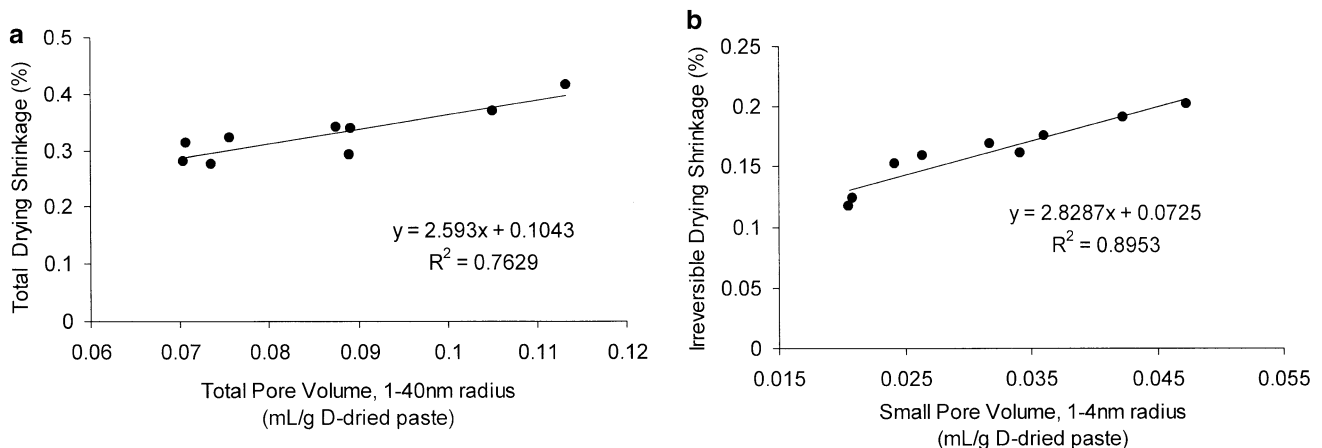 a
0.5
0.4
0.3
0.2
0.1
0
0.06 0.07 0.08 0.09 0.1 0.11 0.12
Total Drying Shrinkage (%)
y = 2.593x + 0.1043
R² = 0.7629
Total Pore Volume, 1-40nm radius
(mL/g D-dried paste)
b
0.25
0.2
0.15
0.1
0.05
0
0.015 0.025 0.035 0.045 0.055
Irreversible Drying Shrinkage (%)
y = 2.8287x + 0.0725
R² = 0.8953
Small Pore Volume, 1-4nm radius
(mL/g D-dried paste)